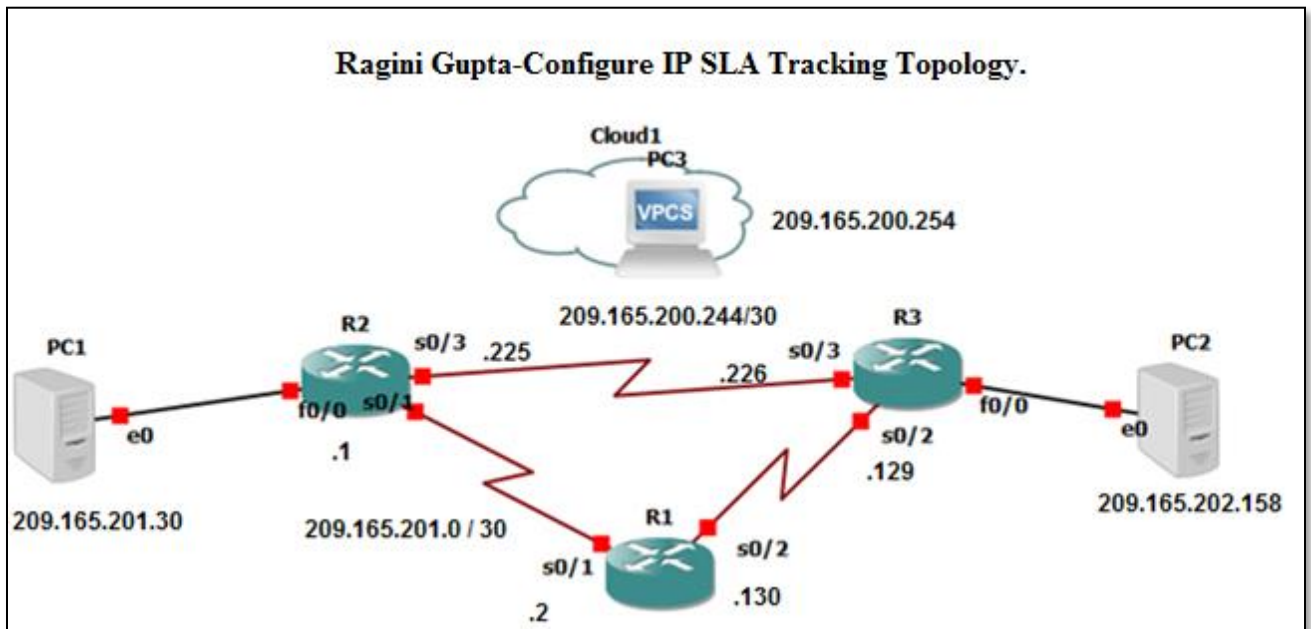 Ragini Gupta-Configure IP SLA Tracking Topology.
Cloud1
PC3
VPCS
209.165.200.254
209.165.200.244/30
R2
R3
PC1
s0/3
.225
s0/3
PC2
.226
f0/0
s0/1
f0/0
e0
e0
s0/2
.1
.129
209.165.201.30
209.165.201.0 / 30
R1
209.165.202.158
s0/1
s0/2
.2
.130